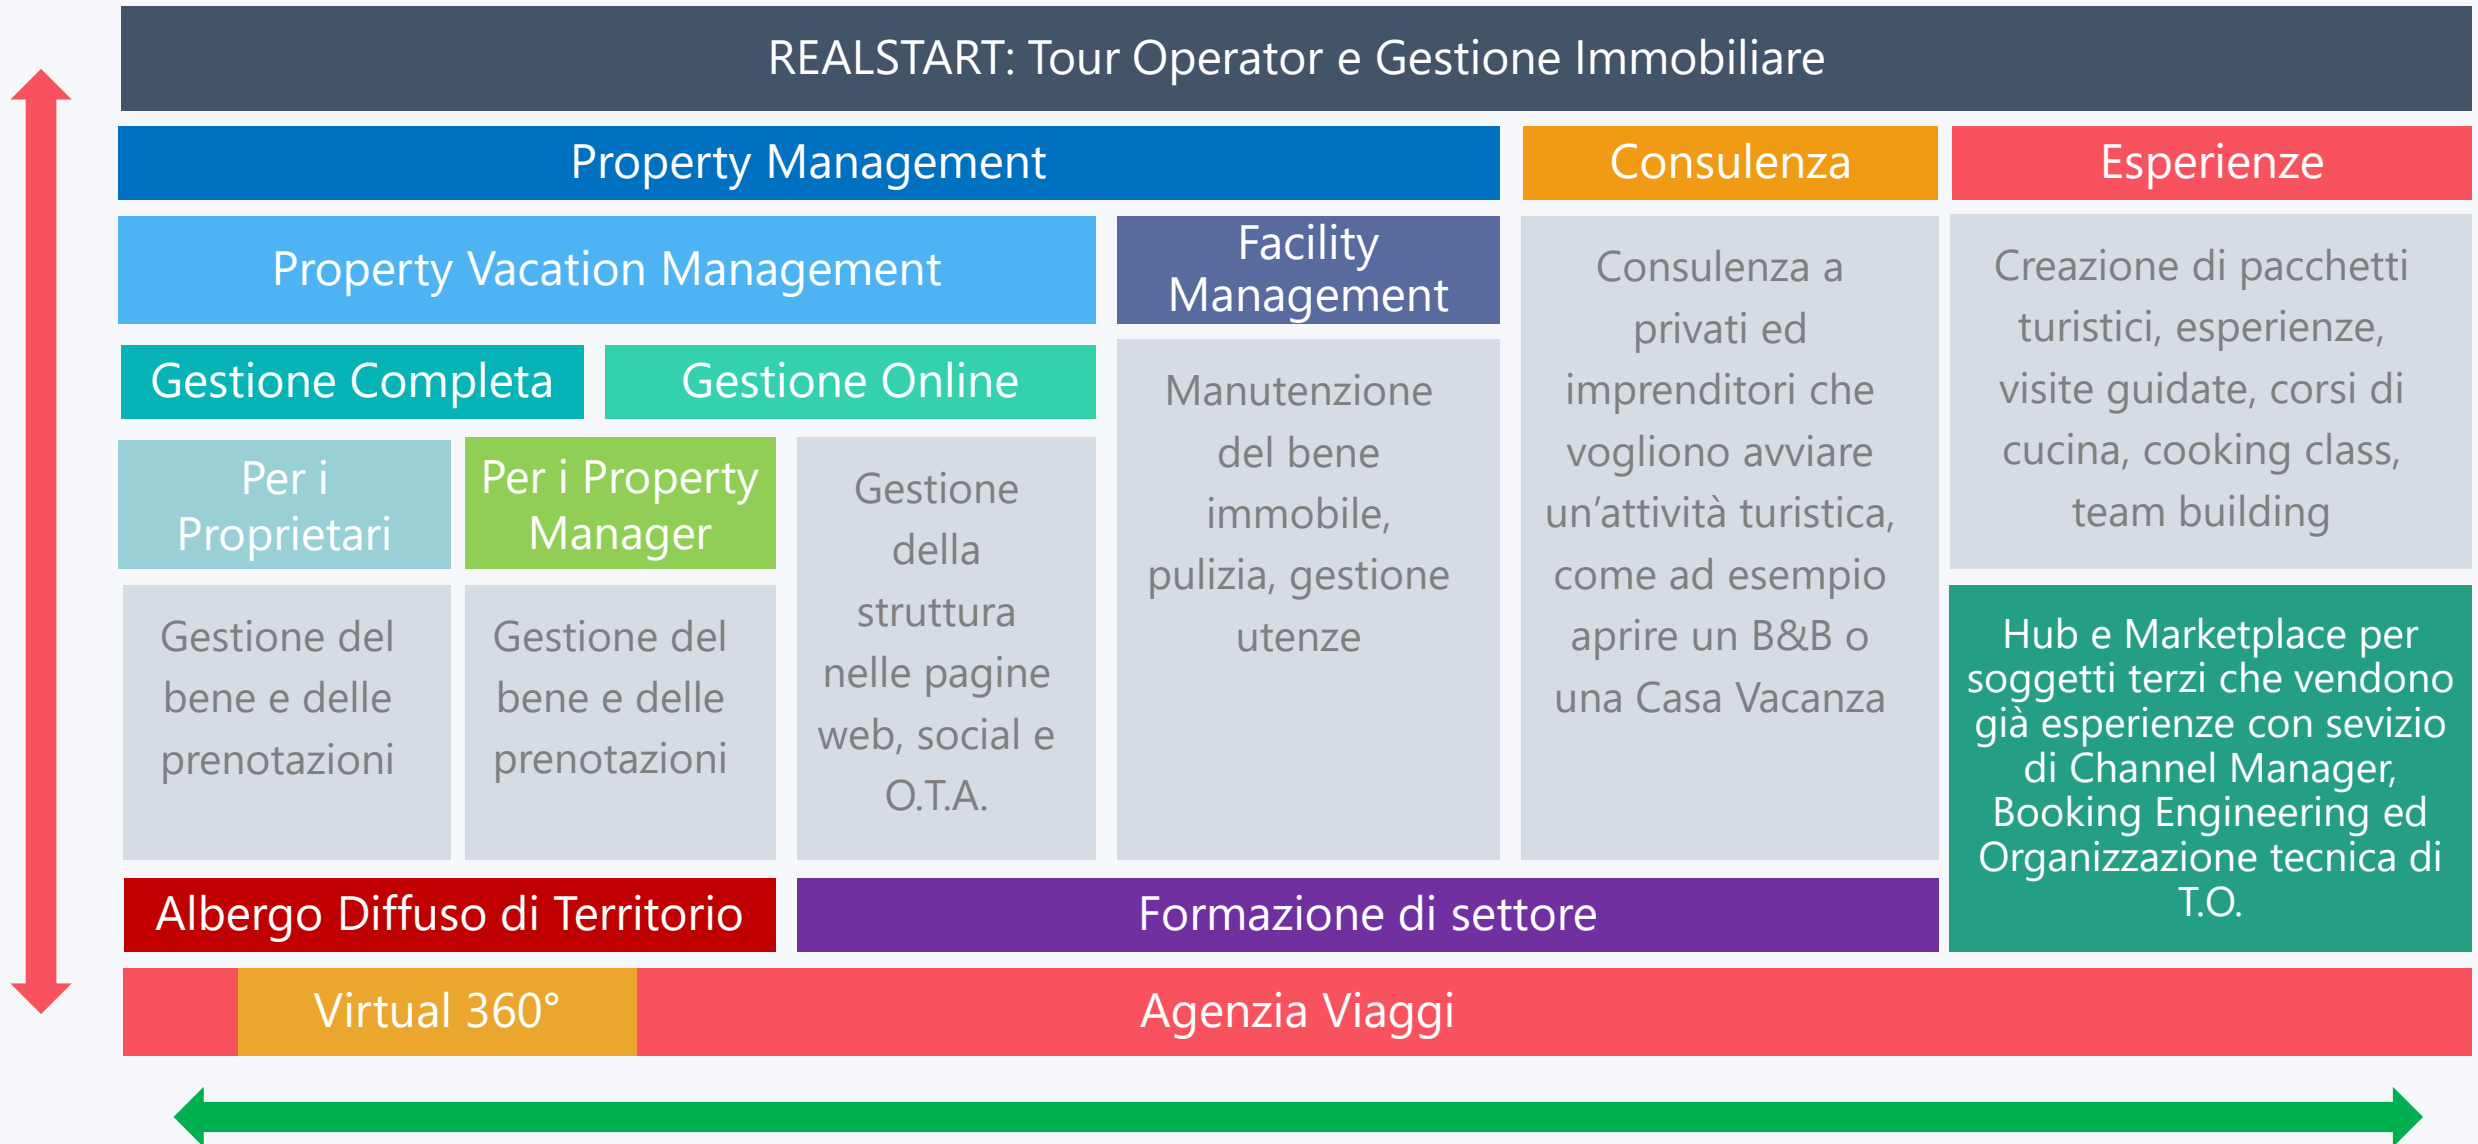 REALSTART: Tour Operator e Gestione Immobiliare
Property Management
Consulenza
Esperienze
Property Vacation Management
Facility
Management
Gestione Completa
Gestione Online
Per i
Proprietari
Per i Property
Manager
Gestione del
bene e delle
prenotazioni
Gestione del
bene e delle
prenotazioni
Gestione
della
struttura
nelle pagine
web, social e
O.T.A.
Manutenzione
del bene
immobile,
pulizia, gestione
utenze
Consulenza a
privati ed
imprenditori che
vogliono avviare
un’attività turistica,
come ad esempio
aprire un B&B o
una Casa Vacanza
Creazione di pacchetti
turistici, esperienze,
visite guidate, corsi di
cucina, cooking class,
team building
Hub e Marketplace per
soggetti terzi che vendono
già esperienze con sevizio
di Channel Manager,
Booking Engineering ed
Organizzazione tecnica di
T.O.
Albergo Diffuso di Territorio
Formazione di settore
Virtual 360°
Agenzia Viaggi